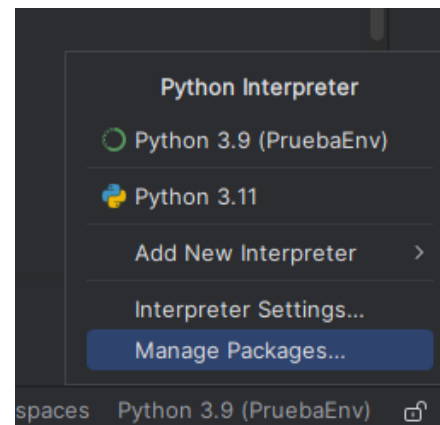 Python Interpreter
Python 3.9 (PruebaEnv)
Python 3.11
Add New Interpreter
Interpreter Settings...
Manage Packages...
spaces Python 3.9 (PruebaEnv)